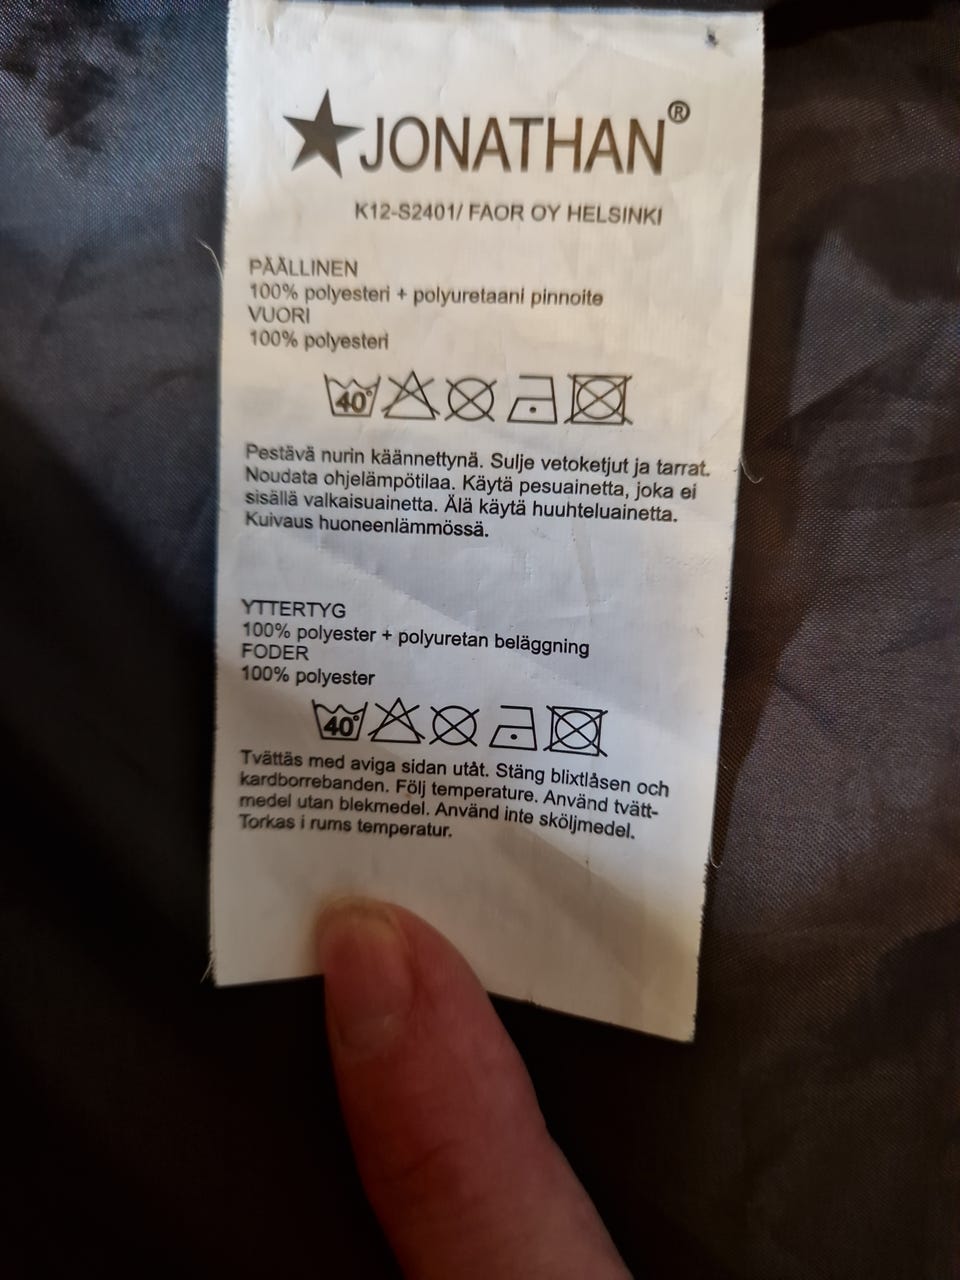 JONATHAN®
K12-S2401/ FAOR OY HELSINKI
PÄÄLLINEN
100% polyesteri + polyuretaani pinnoite
VUORI
100% polyesteri
40°
Pestävä nurin käännettynä. Sulje vetoketjut ja tarrat.
Noudata ohjelämpötilaa. Käytä pesuainetta, joka ei
sisällä valkaisuainetta. Älä käytä huuhteluainetta.
Kuivaus huoneenlämmössä.
YTTERTYG
100% polyester + polyuretan beläggning
FODER
100% polyester
40°
Tvättäs med aviga sidan utåt. Stäng blixtlåsen och
kardborrebanden. Följ temperature. Använd tvätt-
medel utan blekmedel. Använd inte sköljmedel.
Torkas i rums temperatur.